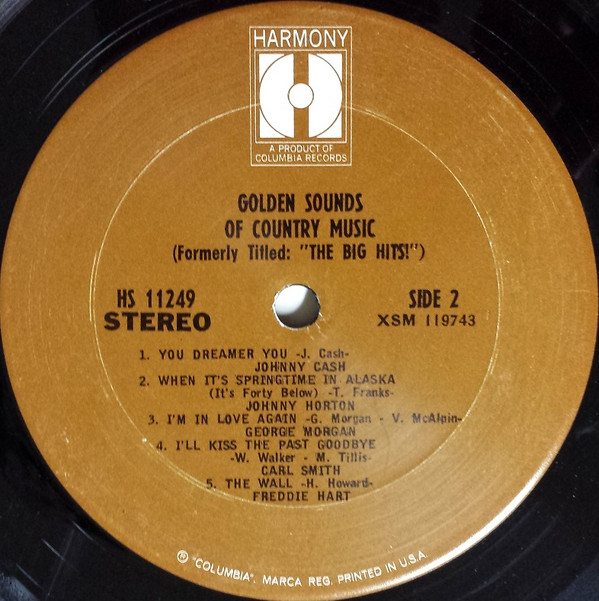 HARMONY
A PRODUCT OF
COLUMBIA RECORDS
GOLDEN SOUNDS
OF COUNTRY MUSIC
(Formerly Titled: "THE BIG HITS!")
HS 11249
STEREO
SIDE 2
XSM 119743
1. YOU DREAMER YOU -J. Cash-
JOHNNY CASH
2. WHEN IT'S SPRINGTIME IN ALASKA
(It's Forty Below) -T. Franks-
JOHNNY HORTON
3. I'M IN LOVE AGAIN -G. Morgan - V. McAlpin-
GEORGE MORGAN
4. I'LL KISS THE PAST GOODBYE
-W. Walker - M. Tillis-
CARL SMITH
5. THE WALL -H. Howard-
FREDDIE HART
® "COLUMBIA", MARCA REG. PRINTED IN U.S.A.